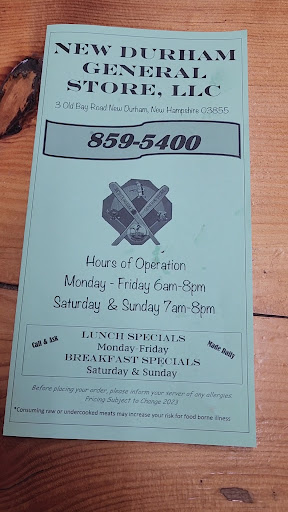 New Durham
General
Store, LLC
3 Old Bay Road New Durham, New Hampshire 03855
859-5400
Hours of Operation
Monday - Friday 6am-8pm
Saturday & Sunday 7am-8pm
Call & Ask
Lunch Specials
Made Daily
Monday-Friday
Breakfast Specials
Saturday & Sunday
Before placing your order, please inform your server of any allergies.
Pricing Subject to Change 2023
*Consuming raw or undercooked meats may increase your risk for food borne illness